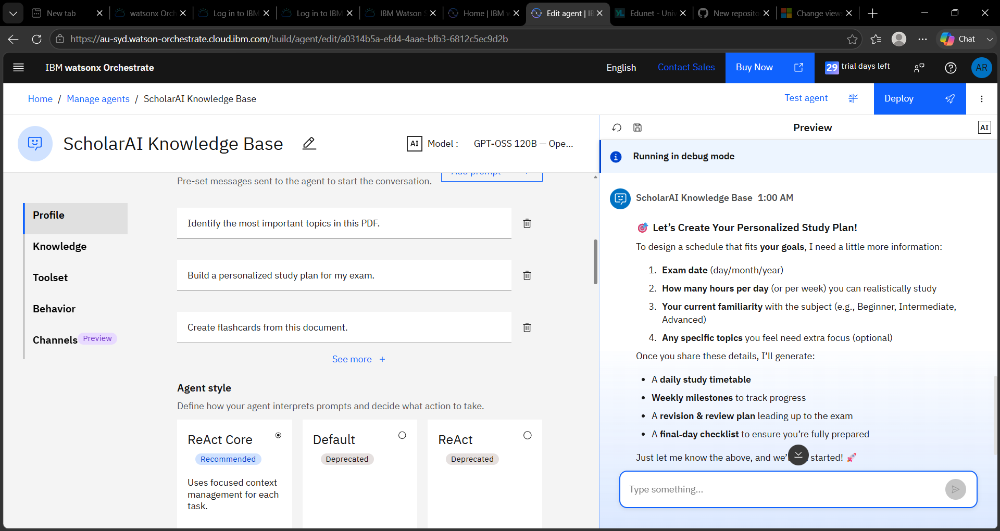 New tab
watsonx Orch
Log in to IBM
Log in to IBM
IBM Watson S
Home | IBM w
Edit agent | IB
Edunet - Univ
New reposito
Change views
https://au-syd.watson-orchestrate.cloud.ibm.com/build/agent/edit/a0314b5a-efd4-4aae-bfb3-6812c5ec9d2b
Chat
IBM watsonx Orchestrate
English
Contact Sales
Buy Now
29 trial days left
AR
Home / Manage agents / ScholarAI Knowledge Base
Test agent
Deploy
ScholarAI Knowledge Base
AI Model :
GPT-OSS 120B — Ope...
Profile
Knowledge
Toolset
Behavior
Channels Preview
Add prompt +
Pre-set messages sent to the agent to start the conversation.
Identify the most important topics in this PDF.
Build a personalized study plan for my exam.
Create flashcards from this document.
See more +
Agent style
Define how your agent interprets prompts and decide what action to take.
ReAct Core
Recommended
Uses focused context
management for each
task.
Default
Deprecated
ReAct
Deprecated
Preview
AI
Running in debug mode
ScholarAI Knowledge Base 1:00 AM
🎯 Let’s Create Your Personalized Study Plan!
To design a schedule that fits your goals, I need a little more information:
1. Exam date (day/month/year)
2. How many hours per day (or per week) you can realistically study
3. Your current familiarity with the subject (e.g., Beginner, Intermediate,
Advanced)
4. Any specific topics you feel need extra focus (optional)
Once you share these details, I’ll generate:
• A daily study timetable
• Weekly milestones to track progress
• A revision & review plan leading up to the exam
• A final-day checklist to ensure you’re fully prepared
Just let me know the above, and we’ started! 🚀
Type something...